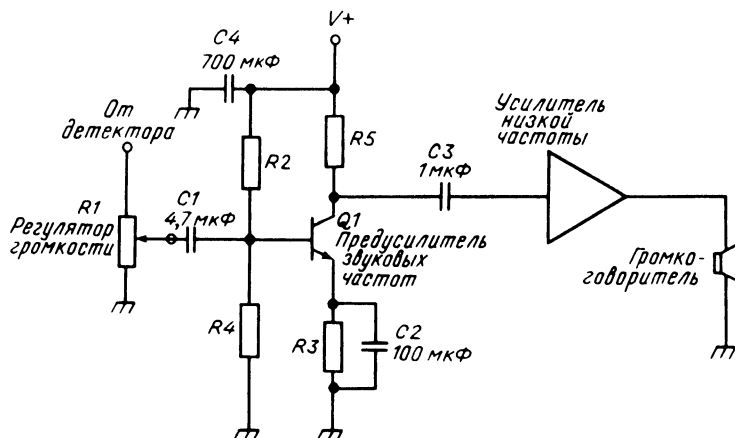 V+
C4
700 мкФ
От
детектора
R2
R5
Усилитель
низкой
частоты
C3
1 мкФ
R1
Регулятор
громкости
C1
4,7 мкФ
Q1
Предусилитель
звуковых
частот
Громко-
говоритель
R4
R3
C2
100 мкФ